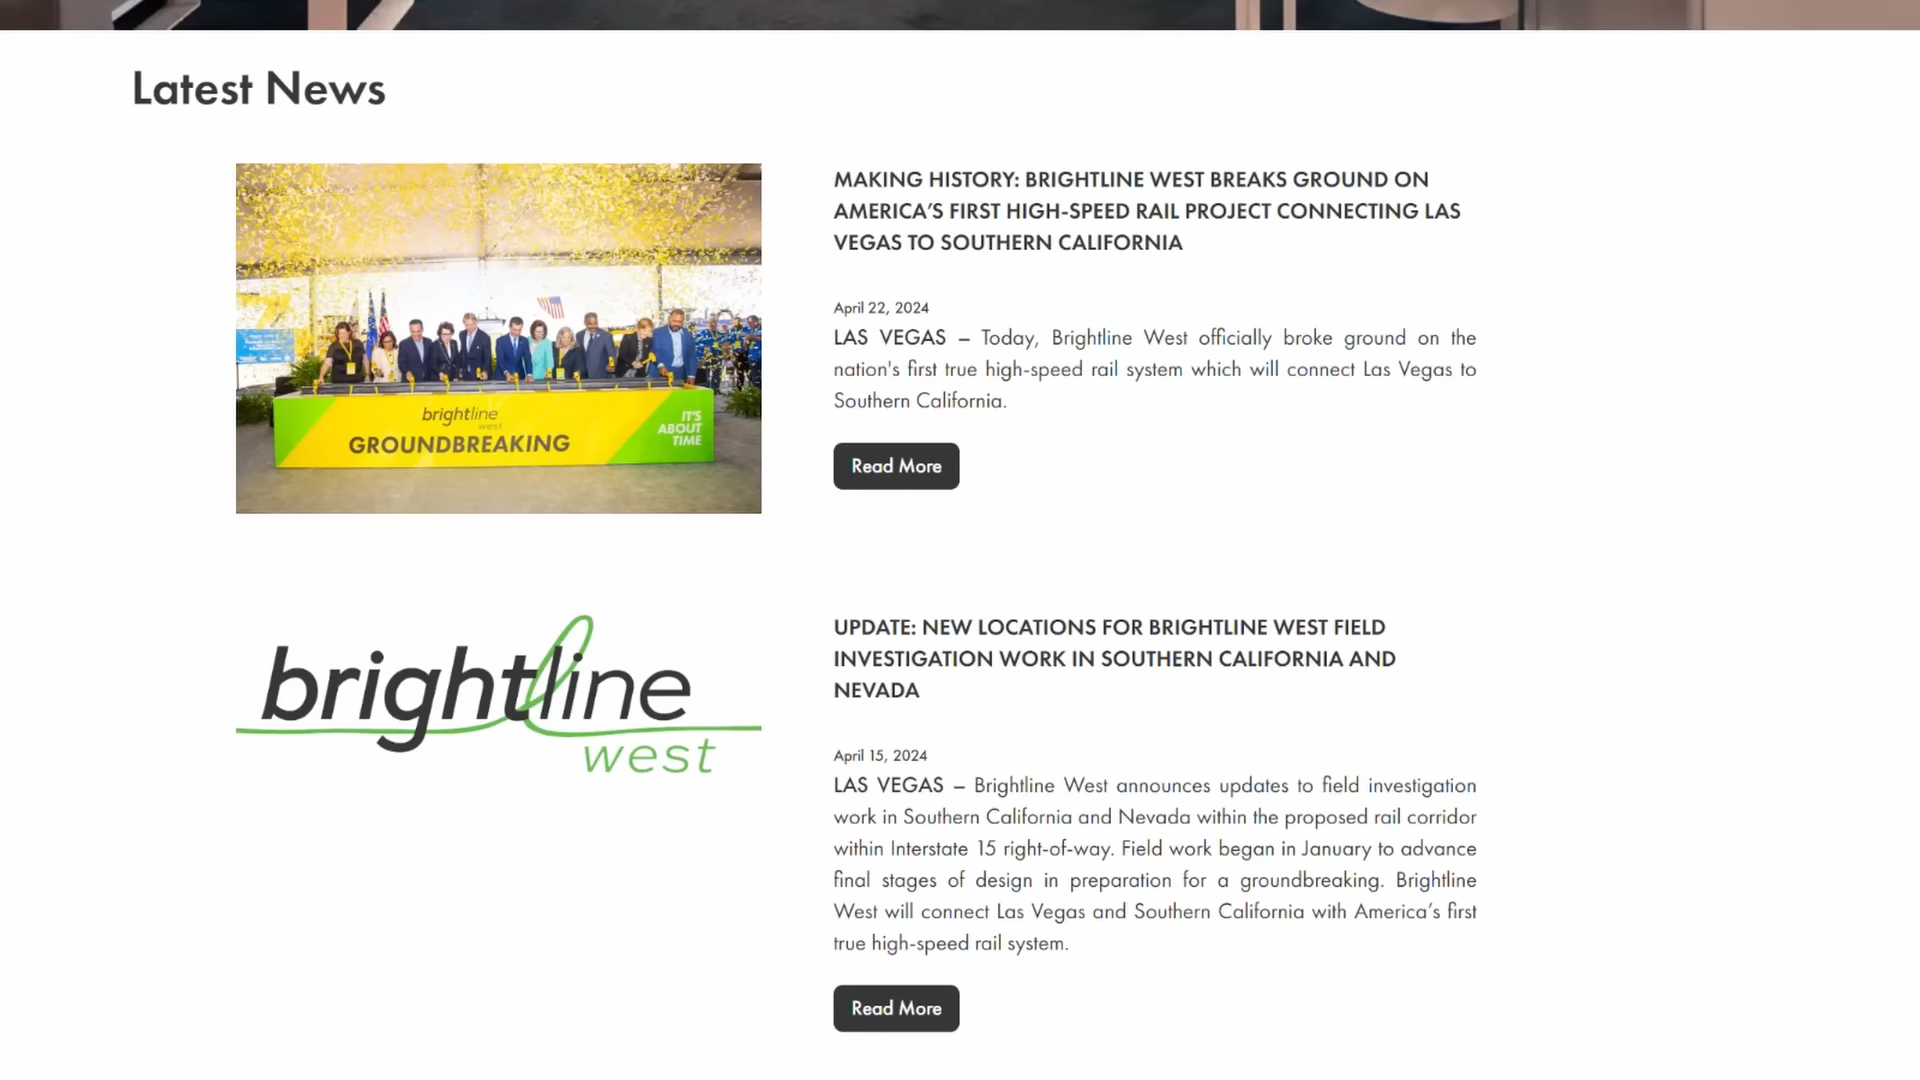 Latest News
MAKING HISTORY: BRIGHTLINE WEST BREAKS GROUND ON
AMERICA’S FIRST HIGH-SPEED RAIL PROJECT CONNECTING LAS
VEGAS TO SOUTHERN CALIFORNIA
April 22, 2024
LAS VEGAS – Today, Brightline West officially broke ground on the
nation's first true high-speed rail system which will connect Las Vegas to
Southern California.
Read More
brightline
west
GROUNDBREAKING
IT'S
ABOUT
TIME
brightline
west
UPDATE: NEW LOCATIONS FOR BRIGHTLINE WEST FIELD
INVESTIGATION WORK IN SOUTHERN CALIFORNIA AND
NEVADA
April 15, 2024
LAS VEGAS – Brightline West announces updates to field investigation
work in Southern California and Nevada within the proposed rail corridor
within Interstate 15 right-of-way. Field work began in January to advance
final stages of design in preparation for a groundbreaking. Brightline
West will connect Las Vegas and Southern California with America’s first
true high-speed rail system.
Read More